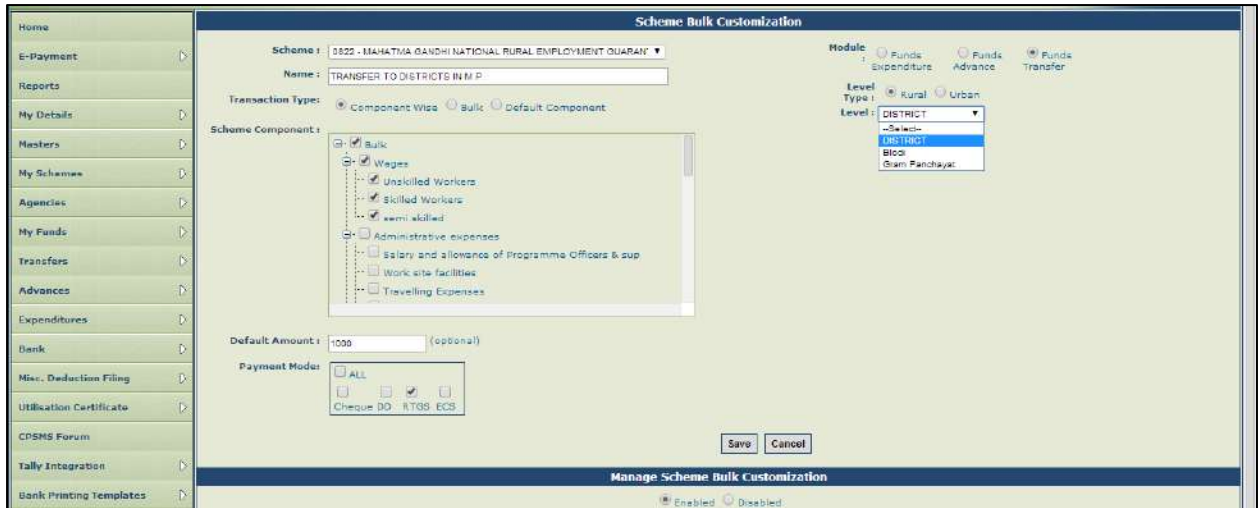 Home
E-Payment
Reports
My Details
Masters
My Schemes
Agencies
My Funds
Transfers
Advances
Expenditures
Bank
Misc. Deduction Filing
Utilisation Certificate
CPSMS Forum
Tally Integration
Bank Printing Templates
Scheme Bulk Customization
Scheme : 0822 - MAHATMA GANDHI NATIONAL RURAL EMPLOYMENT GUARAN
Name : TRANSFER TO DISTRICTS IN M P
Transaction Type: Component Wise Bulk Default Component
Scheme Component :
Bulk
Wages
Unskilled Workers
Skilled Workers
semi skilled
Administrative expenses
Salary and allowance of Programme Officers & sup
Work site facilities
Travelling Expenses
Default Amount : 1000 (optional)
Payment Mode:
ALL
Cheque DD RTGS ECS
Module : Funds Expenditure Funds Advance Funds Transfer
Level Type : Rural Urban
Level : DISTRICT
--Select--
DISTRICT
Block
Gram Panchayat
Save Cancel
Manage Scheme Bulk Customization
Enabled Disabled